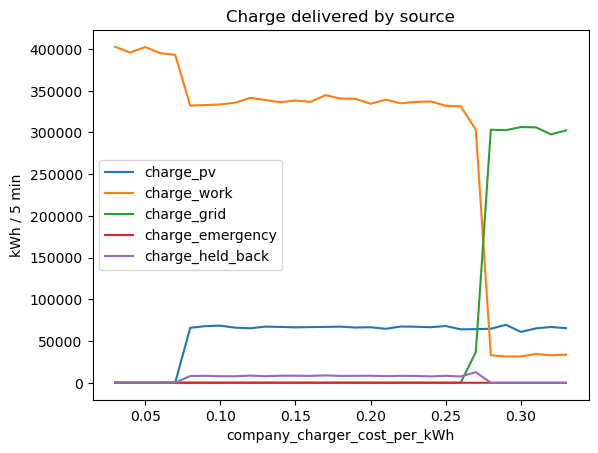 Charge delivered by source
kWh / 5 min
400000
350000
300000
250000
200000
150000
100000
50000
0
charge_pv
charge_work
charge_grid
charge_emergency
charge_held_back
0.05 0.10 0.15 0.20 0.25 0.30
company_charger_cost_per_kWh